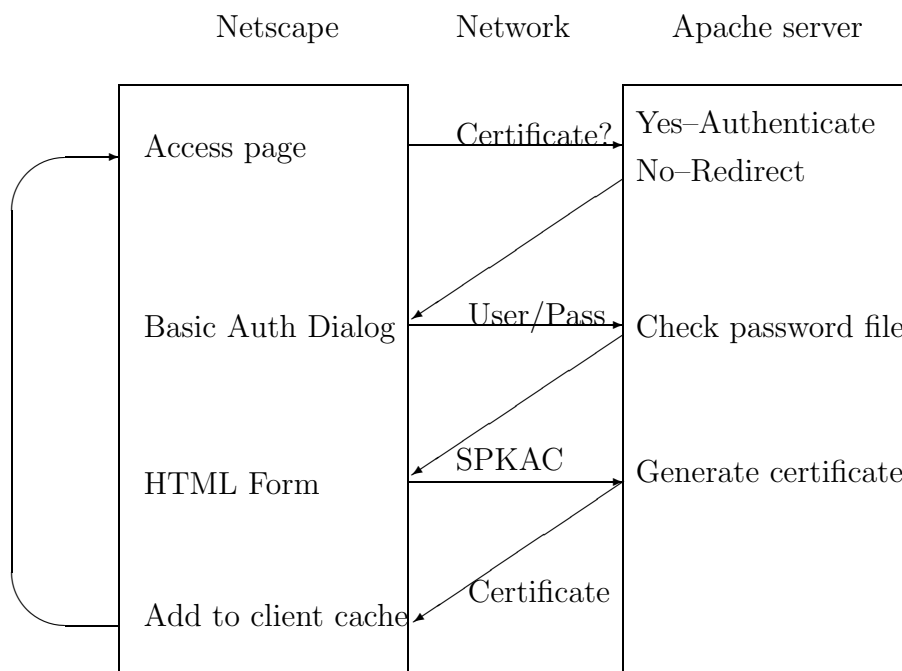 Netscape Network Apache server
Yes–Authenticate
Certificate?
Access page
No–Redirect
User/Pass
Basic Auth Dialog
Check password file
SPKAC
Generate certificate
HTML Form
Certificate
Add to client cache